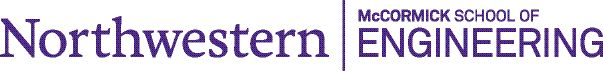 Northwestern
McCORMICK SCHOOL OF
ENGINEERING